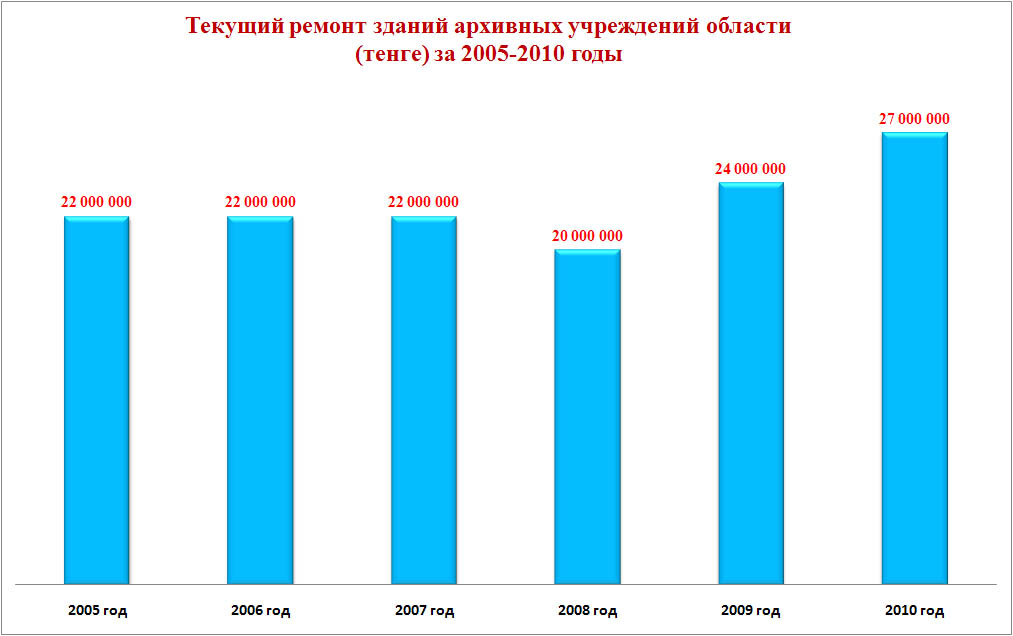 Текущий ремонт зданий архивных учреждений области
(тенге) за 2005-2010 годы
27 000 000
24 000 000
22 000 000 22 000 000 22 000 000
20 000 000
2005 год 2006 год 2007 год 2008 год 2009 год 2010 год